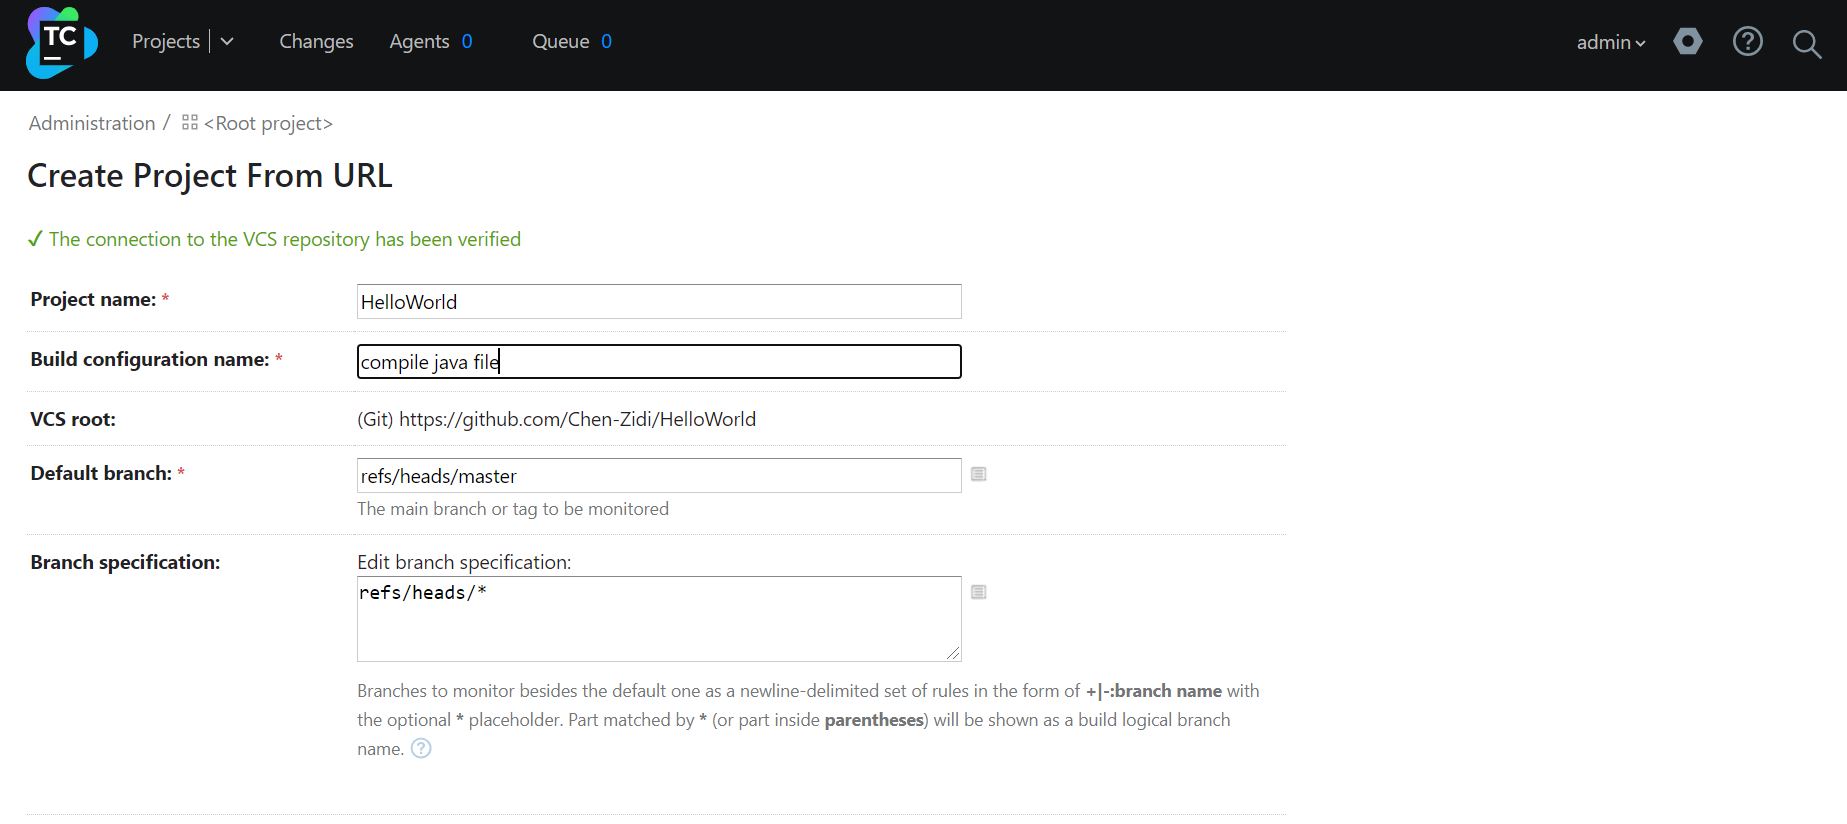 TC
Projects Changes Agents 0 Queue 0 admin
Administration / <Root project>
Create Project From URL
✓ The connection to the VCS repository has been verified
Project name: * HelloWorld
Build configuration name: * compile java file
VCS root: (Git) https://github.com/Chen-Zidi/HelloWorld
Default branch: * refs/heads/master
The main branch or tag to be monitored
Branch specification: Edit branch specification:
refs/heads/*
Branches to monitor besides the default one as a newline-delimited set of rules in the form of +|-:branch name with
the optional * placeholder. Part matched by * (or part inside parentheses) will be shown as a build logical branch
name. ?